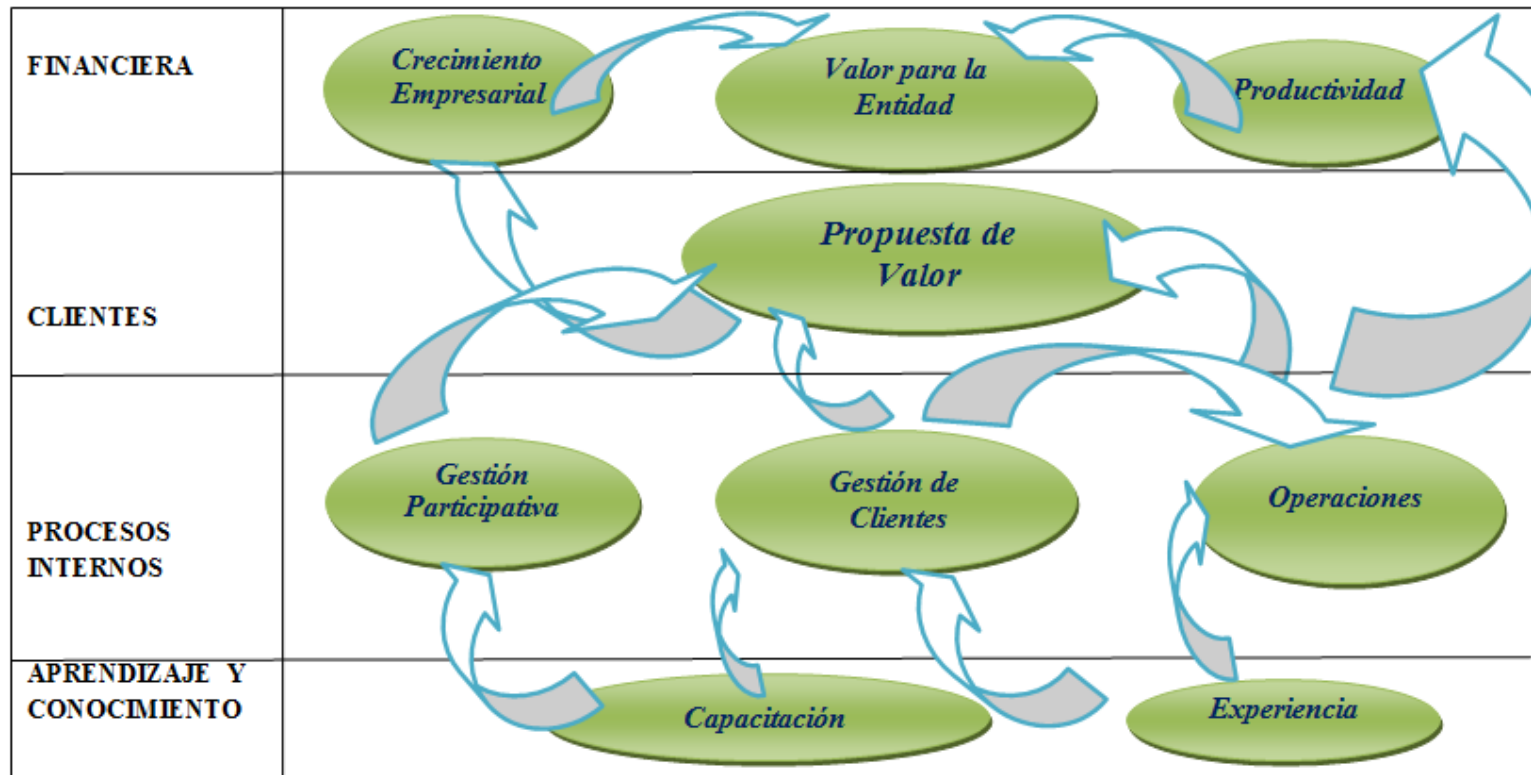 FINANCIERA
Crecimiento
Empresarial
Valor para la
Entidad
Productividad
CLIENTES
Propuesta de
Valor
PROCESOS
INTERNOS
Gestión
Participativa
Gestión de
Clientes
Operaciones
APRENDIZAJE Y
CONOCIMIENTO
Capacitación
Experiencia